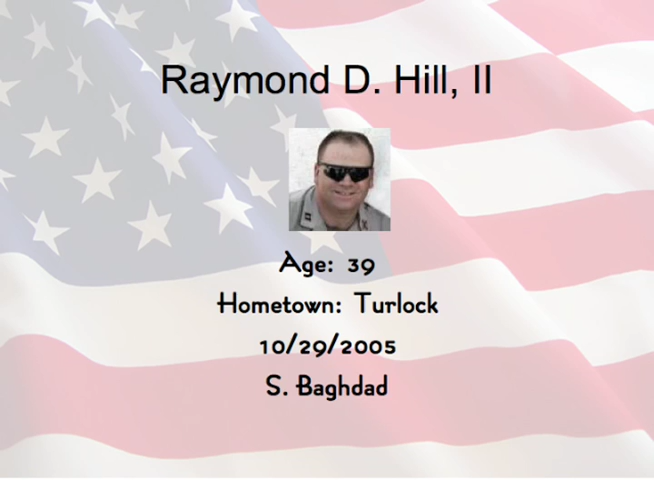 Raymond D. Hill, II
Age: 39
Hometown: Turlock
10/29/2005
S. Baghdad